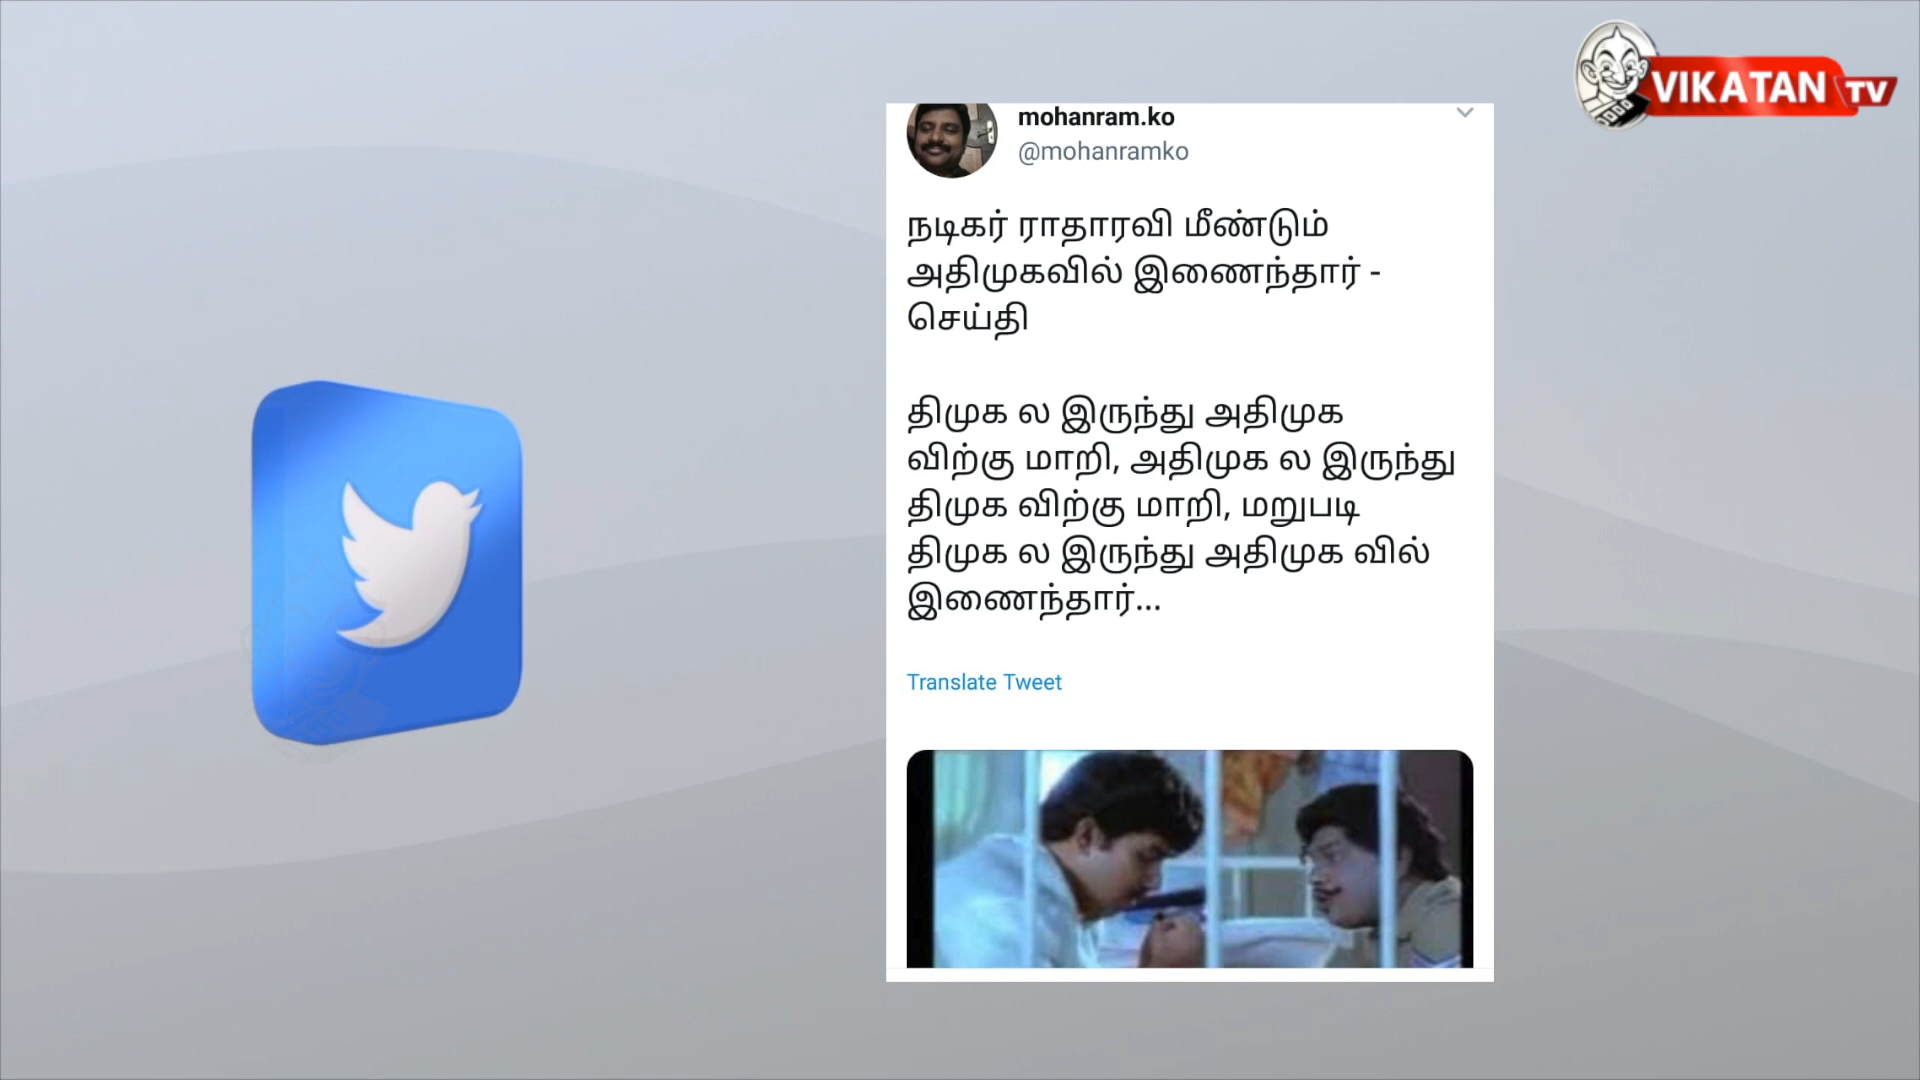 VIKATAN TV
mohanram.ko
@mohanramko
நடிகர் ராதாரவி மீண்டும்
அதிமுகவில் இணைந்தார் -
செய்தி
திமுக ல இருந்து அதிமுக
விற்கு மாறி, அதிமுக ல இருந்து
திமுக விற்கு மாறி, மறுபடி
திமுக ல இருந்து அதிமுக வில்
இணைந்தார்...
Translate Tweet